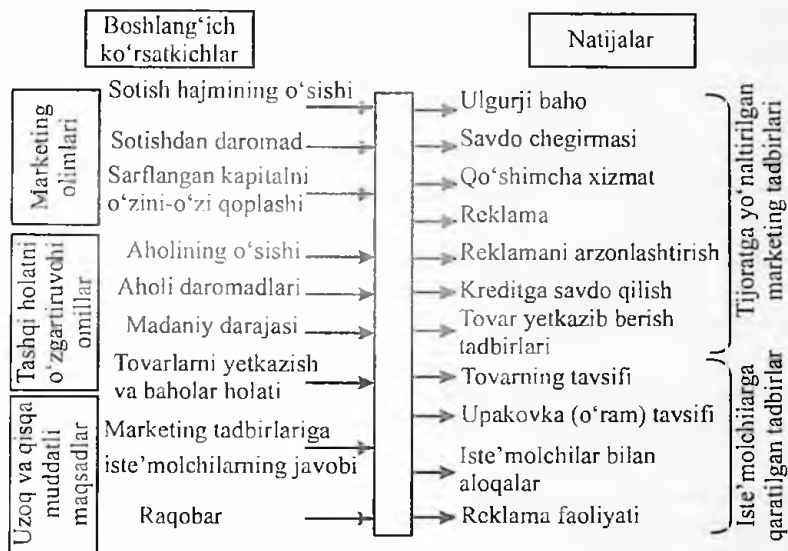 Boshlang‘ich
ko‘rsatkichlar
Natijalar
Marketing
olimlari
Tashqi holatni
o‘zgartiruvohi
omillar
Uzoq va qisqa
muddatli
maqsadlar
Sotish hajmining o‘sishi
Sotishdan daromad
Sarflangan kapitalni
o‘zini-o‘zi qoplashi
Aholining o‘sishi
Aholi daromadlari
Madaniy darajasi
Tovarlarni yetkazish
va baholar holati
Marketing tadbirlariga
iste’molchilarning javobi
Raqobar
Ulgurji baho
Savdo chegirmasi
Qo‘shimcha xizmat
Reklama
Reklamani arzonlashtirish
Kreditga savdo qilish
Tovar yetkazib berish
tadbirlari
Tovarning tavsifi
Upakovka (o‘ram) tavsifi
Iste’molchilar bilan
aloqalar
Reklama faoliyati
Tijoratga yo‘naltirilgan
marketing tadbirlari
Iste’molchiiarga
qaratilgan tadbirlar